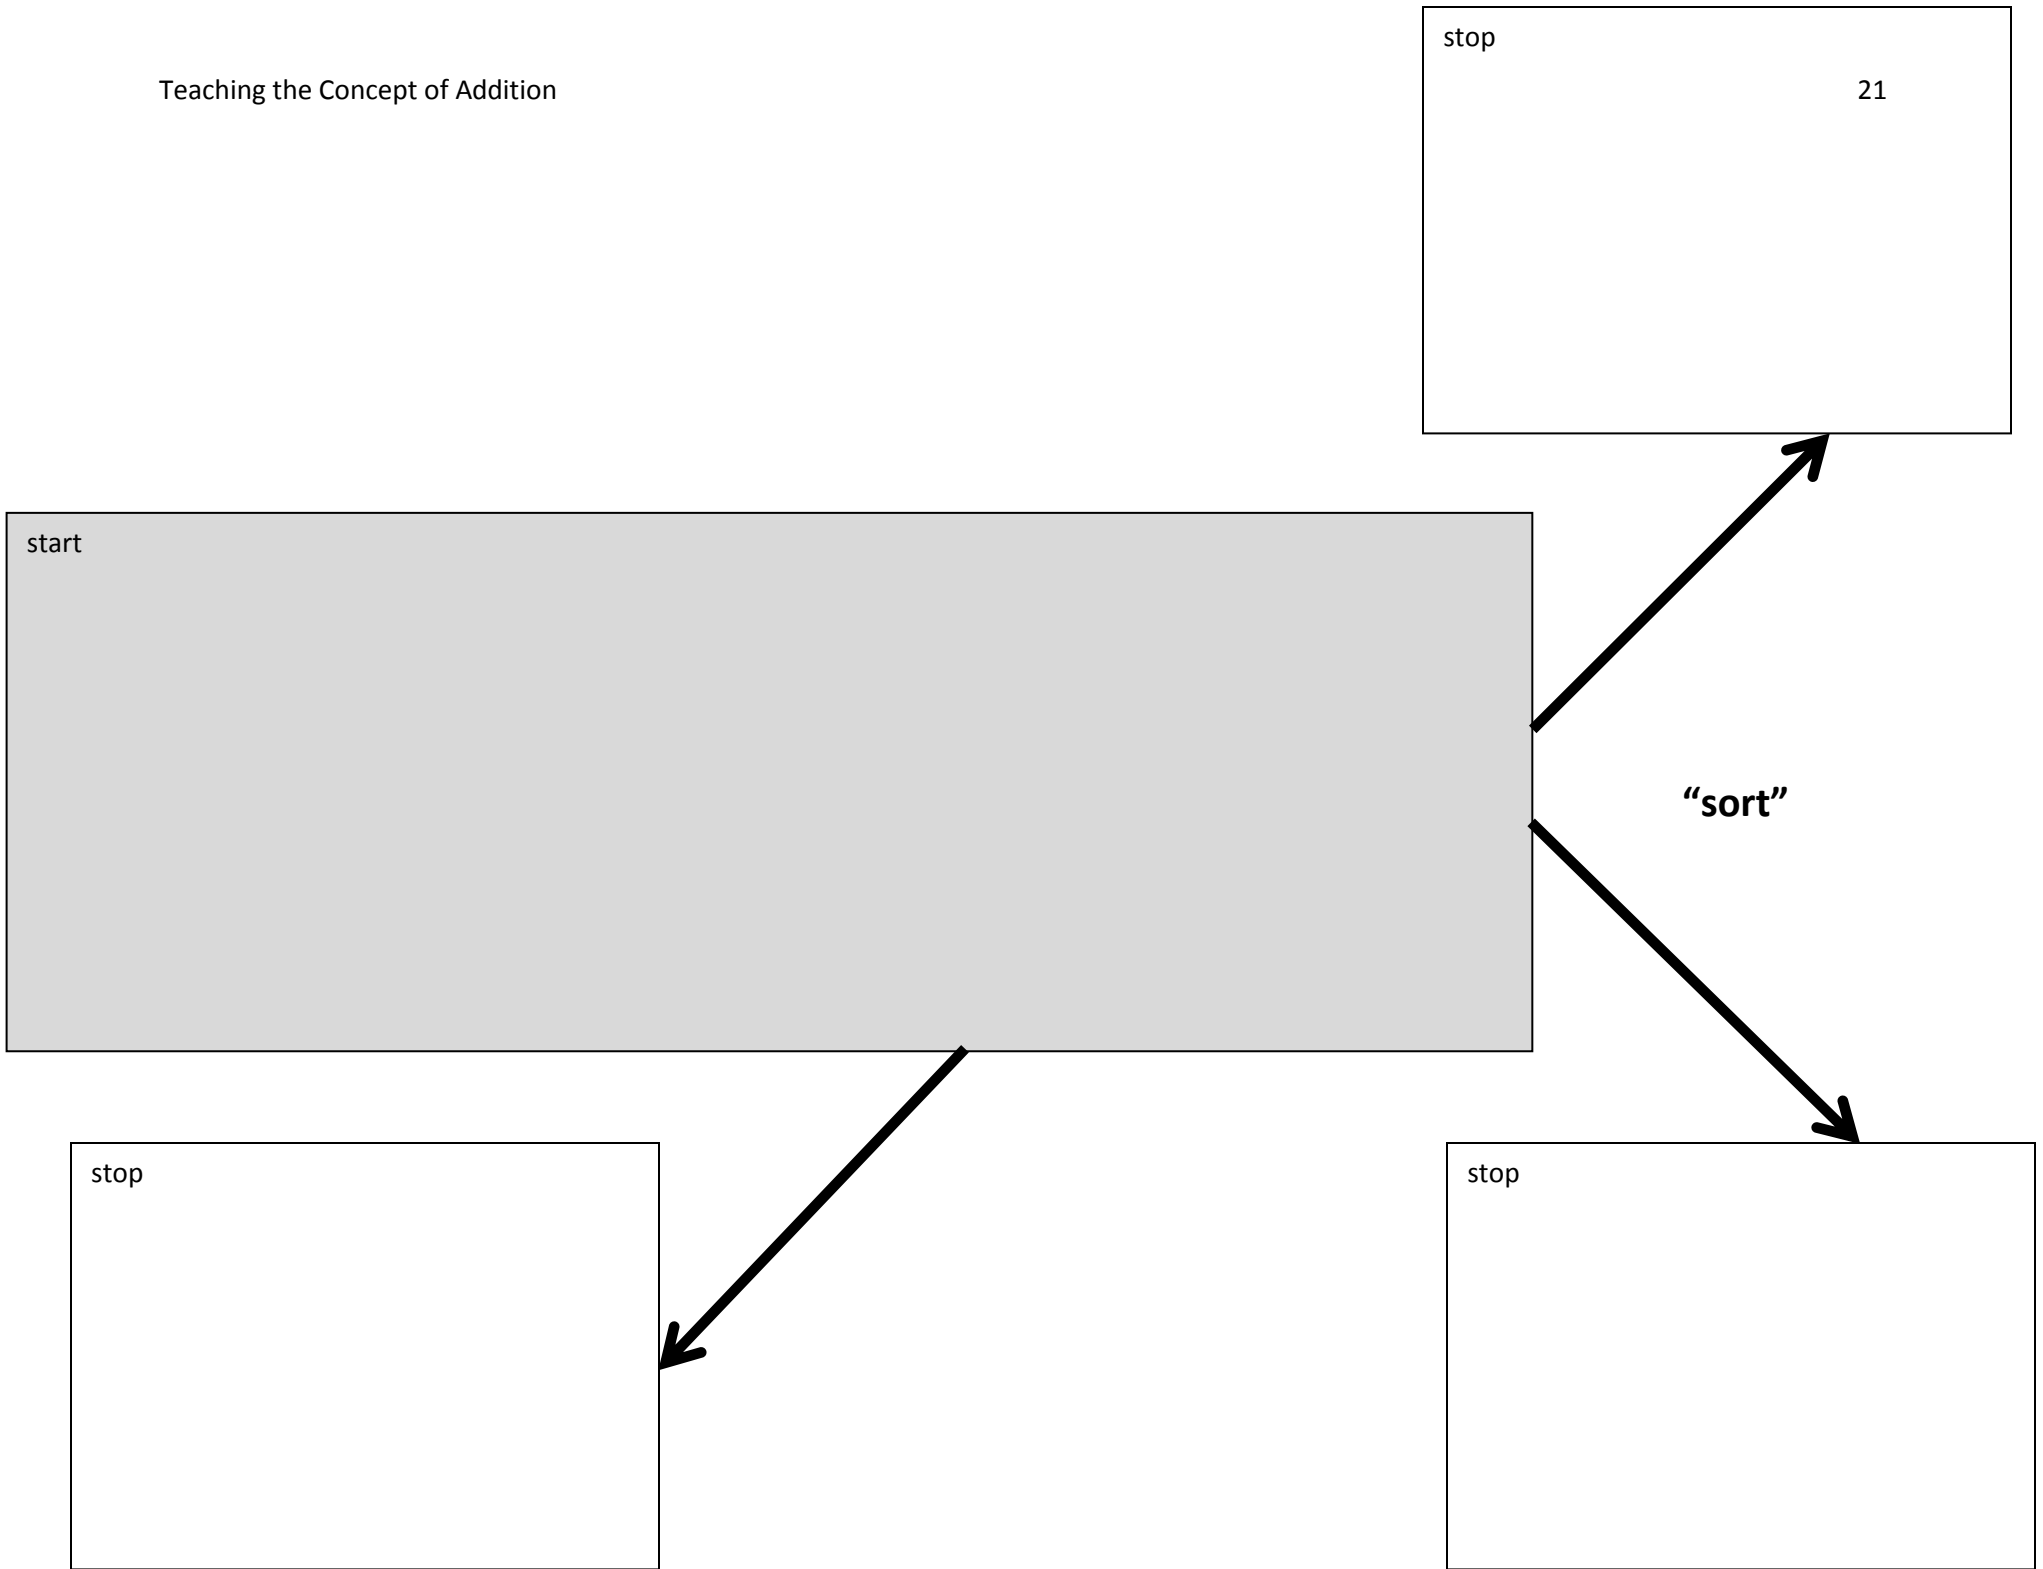 stop
Teaching the Concept of Addition 21
start
“sort”
stop
stop